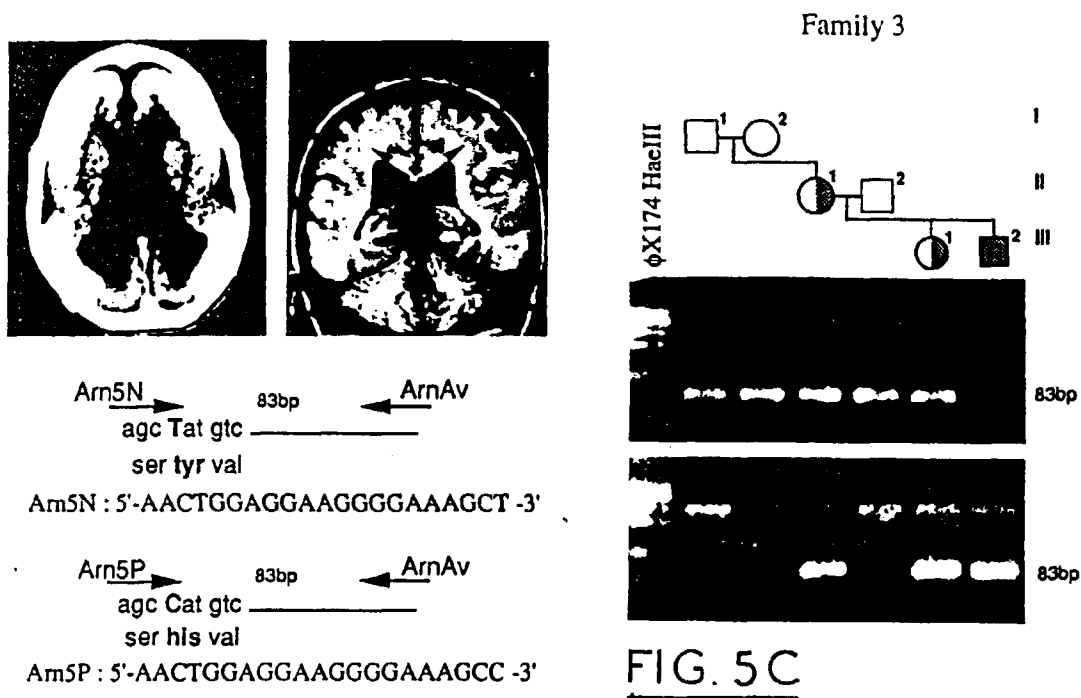 Family 3
φX174 HaeIII
1
2
I
1
2
II
1
2
III
83bp
83bp
Arn5N 83bp ArnAv
agc Tat gtc
ser tyr val
Arn5N : 5'-AACTGGAGGAAGGGGAAAGCT -3'
Arn5P 83bp ArnAv
agc Cat gtc
ser his val
Arn5P : 5'-AACTGGAGGAAGGGGAAAGCC -3'
FIG. 5C